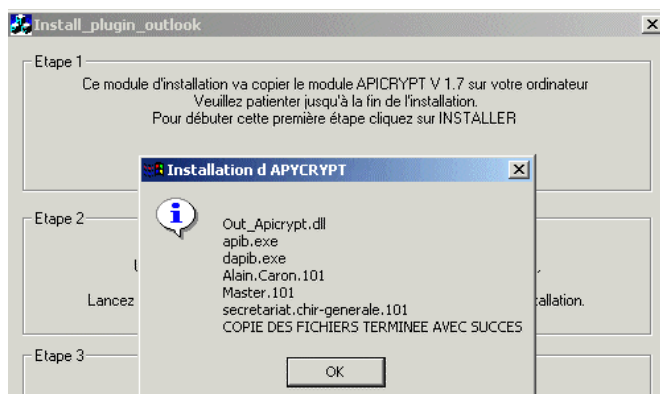 Install_plugin_outlook
Etape 1
Ce module d'installation va copier le module APICRYPT V 1.7 sur votre ordinateur
Veuillez patienter jusqu'à la fin de l'installation.
Pour débuter cette première étape cliquez sur INSTALLER
Installation d APYCRYPT
Out_Apicrypt.dll
apib.exe
dapib.exe
Alain.Caron.101
Master.101
secretariat.chir-generale.101
COPIE DES FICHIERS TERMINEE AVEC SUCCES
OK
Etape 2
Lancez
Etape 3